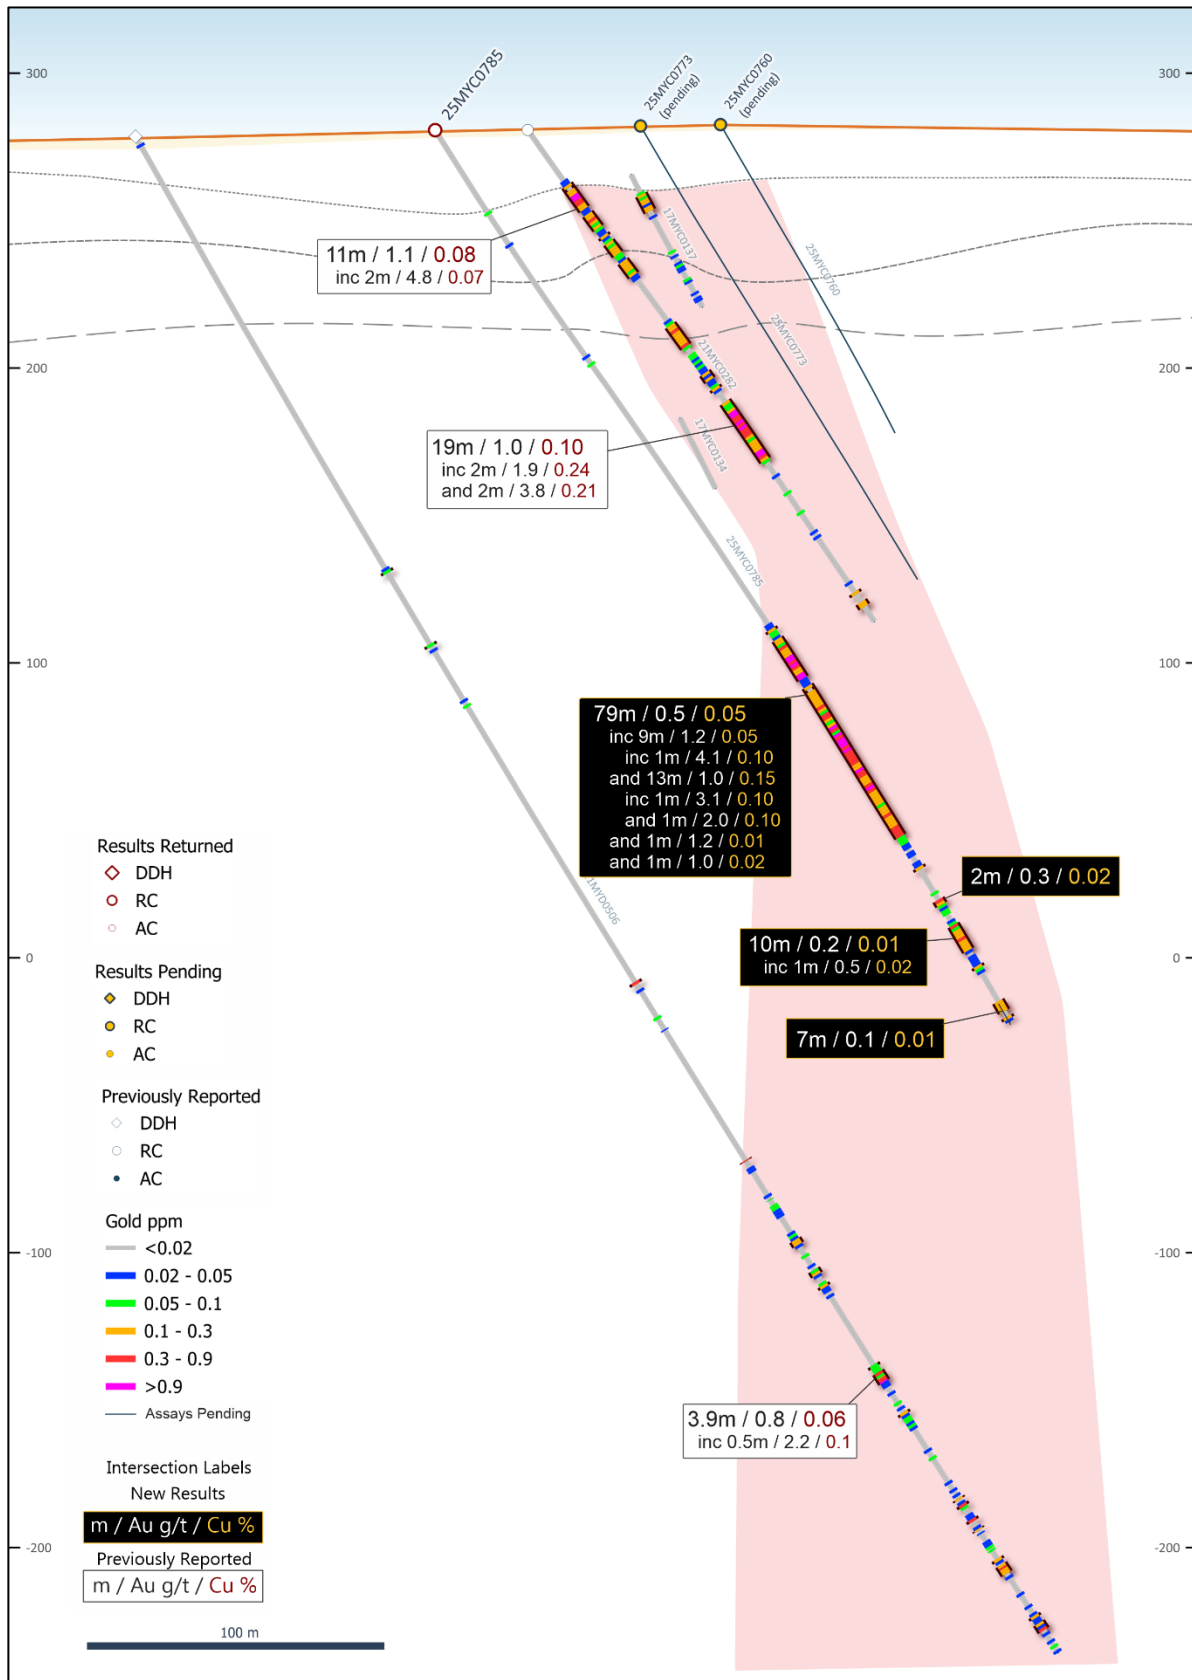 25MYC0785
25MYC0773
(pending)
25MYC0760
(pending)
300
300
11m / 1.1 / 0.08
inc 2m / 4.8 / 0.07
17MYC0137
25MYC0760
25MYC0773
21MYC0282
200
200
19m / 1.0 / 0.10
inc 2m / 1.9 / 0.24
and 2m / 3.8 / 0.21
17MYC0134
25MYC0785
100
100
79m / 0.5 / 0.05
inc 9m / 1.2 / 0.05
inc 1m / 4.1 / 0.10
and 13m / 1.0 / 0.15
inc 1m / 3.1 / 0.10
and 1m / 2.0 / 0.10
and 1m / 1.2 / 0.01
and 1m / 1.0 / 0.02
2m / 0.3 / 0.02
1MYD0506
10m / 0.2 / 0.01
inc 1m / 0.5 / 0.02
0
0
7m / 0.1 / 0.01
Results Returned
DDH
RC
AC
Results Pending
DDH
RC
AC
Previously Reported
DDH
RC
AC
Gold ppm
<0.02
0.02 - 0.05
0.05 - 0.1
0.1 - 0.3
0.3 - 0.9
>0.9
Assays Pending
-100
-100
3.9m / 0.8 / 0.06
inc 0.5m / 2.2 / 0.1
Intersection Labels
New Results
m / Au g/t / Cu %
Previously Reported
m / Au g/t / Cu %
-200
-200
100 m